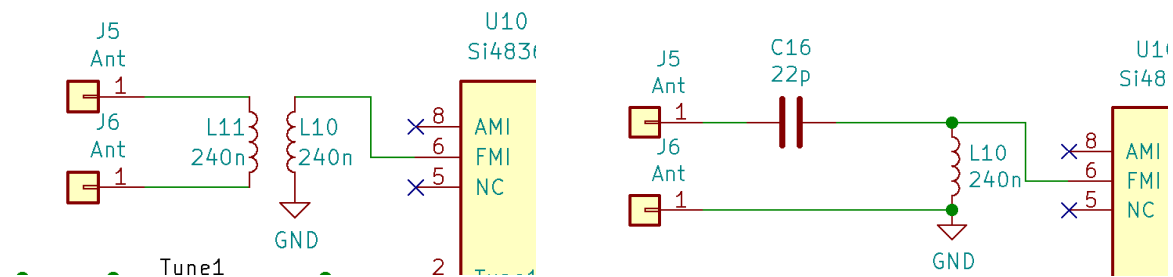 J5
Ant
1
J6
Ant
1
L11
240n
L10
240n
GND
U10
Si4836
8
AMI
6
FMI
5
NC
Tune1
2
Tune1
J5
Ant
1
C16
22p
J6
Ant
1
L10
240n
GND
U1
Si48
8
AMI
6
FMI
5
NC